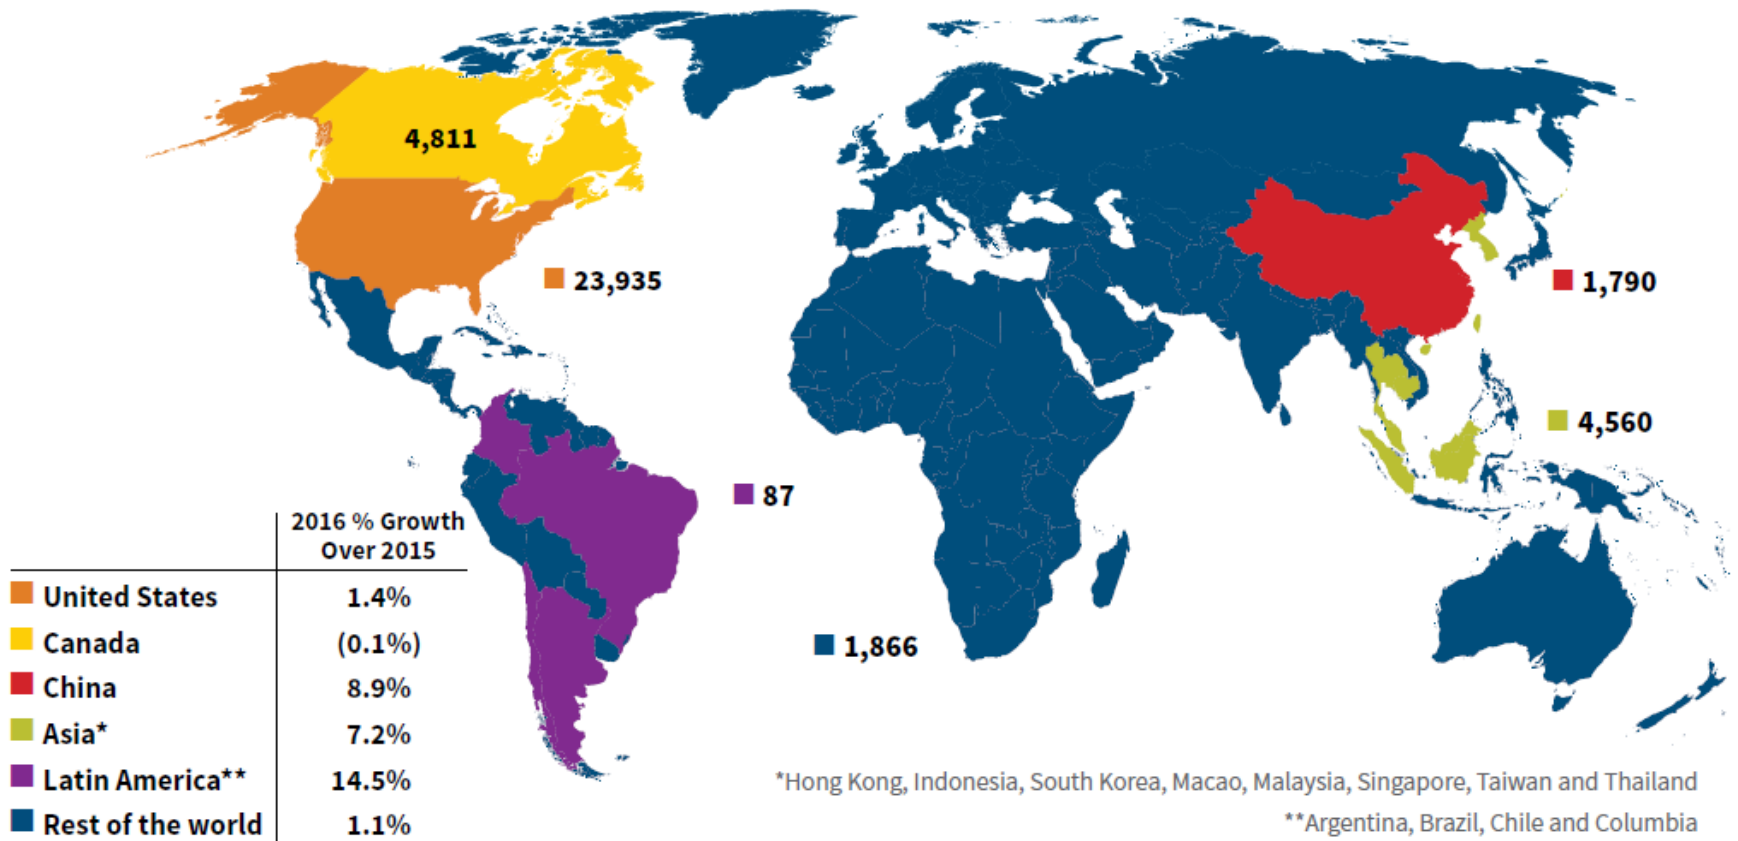 4,811
23,935
1,790
4,560
87
1,866
2016 % Growth
Over 2015
United States 1.4%
Canada (0.1%)
China 8.9%
Asia* 7.2%
Latin America** 14.5%
Rest of the world 1.1%
*Hong Kong, Indonesia, South Korea, Macao, Malaysia, Singapore, Taiwan and Thailand
**Argentina, Brazil, Chile and Columbia